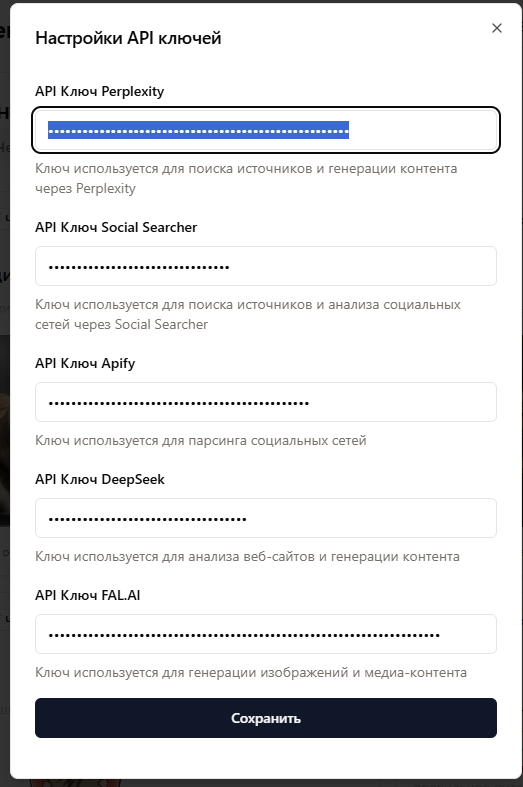 Настройки API ключей
API Ключ Perplexity
Ключ используется для поиска источников и генерации контента
через Perplexity
API Ключ Social Searcher
Ключ используется для поиска источников и анализа социальных
сетей через Social Searcher
API Ключ Apify
Ключ используется для парсинга социальных сетей
API Ключ DeepSeek
Ключ используется для анализа веб-сайтов и генерации контента
API Ключ FAL.AI
Ключ используется для генерации изображений и медиа-контента
Сохранить